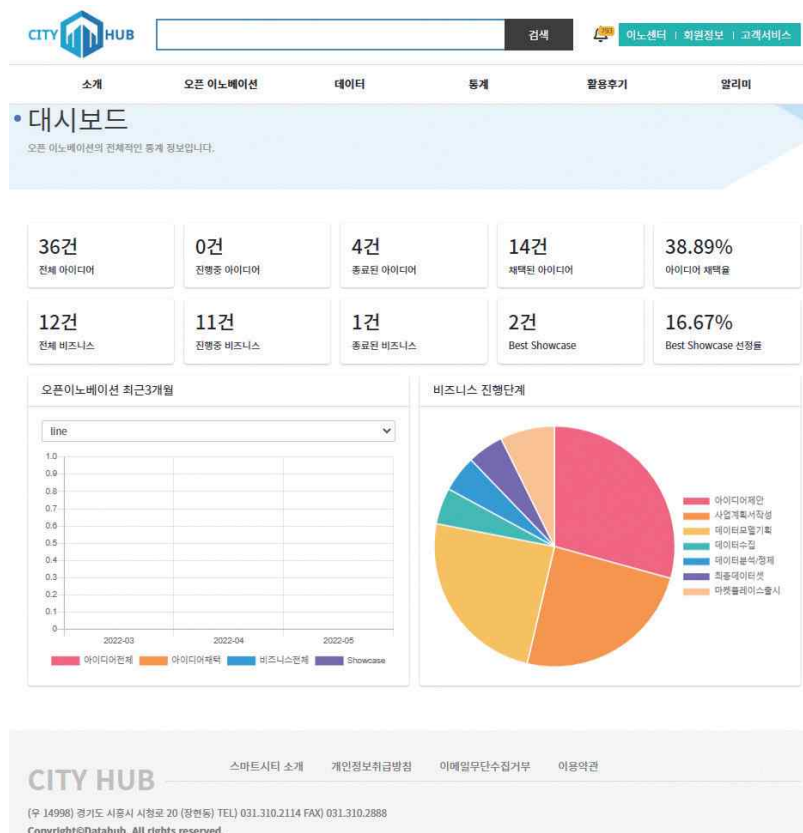 CITY HUB
검색
이노센터 | 회원정보 | 고객서비스
소개 오픈 이노베이션 데이터 통계 활용후기 알리미
대시보드
오픈 이노베이션의 전체적인 통계 정보입니다.
36건 0건 4건 14건 38.89%
전체 아이디어 진행중 아이디어 종료된 아이디어 채택된 아이디어 아이디어 채택율
12건 11건 1건 2건 16.67%
전체 비즈니스 진행중 비즈니스 종료된 비즈니스 Best Showcase Best Showcase 선정률
오픈이노베이션 최근3개월
line
1.0
0.9
0.8
0.7
0.6
0.5
0.4
0.3
0.2
0.1
0
2022-03 2022-04 2022-05
아이디어전체 아이디어채택 비즈니스전체 Showcase
비즈니스 진행단계
아이디어제안
사업계획서작성
데이터모델기획
데이터수집
데이터분석/정제
최종데이터셋
마켓플레이스출시
CITY HUB
스마트시티 소개 개인정보취급방침 이메일무단수집거부 이용약관
(우 14998) 경기도 시흥시 시청로 20 (장현동) TEL) 031.310.2114 FAX) 031.310.2888
Copyright©Datahub. All rights reserved